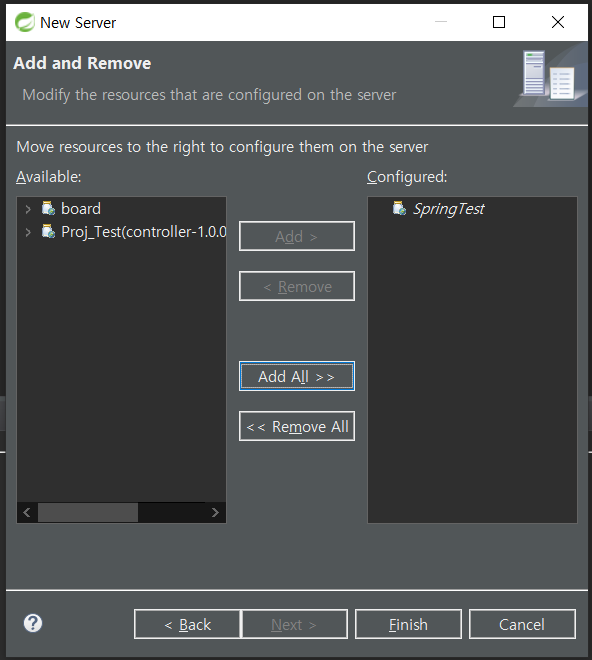 New Server
Add and Remove
Modify the resources that are configured on the server
Move resources to the right to configure them on the server
Available:
Configured:
board
Proj_Test(controller-1.0.0
SpringTest
Add >
< Remove
Add All >>
<< Remove All
< Back
Next >
Finish
Cancel